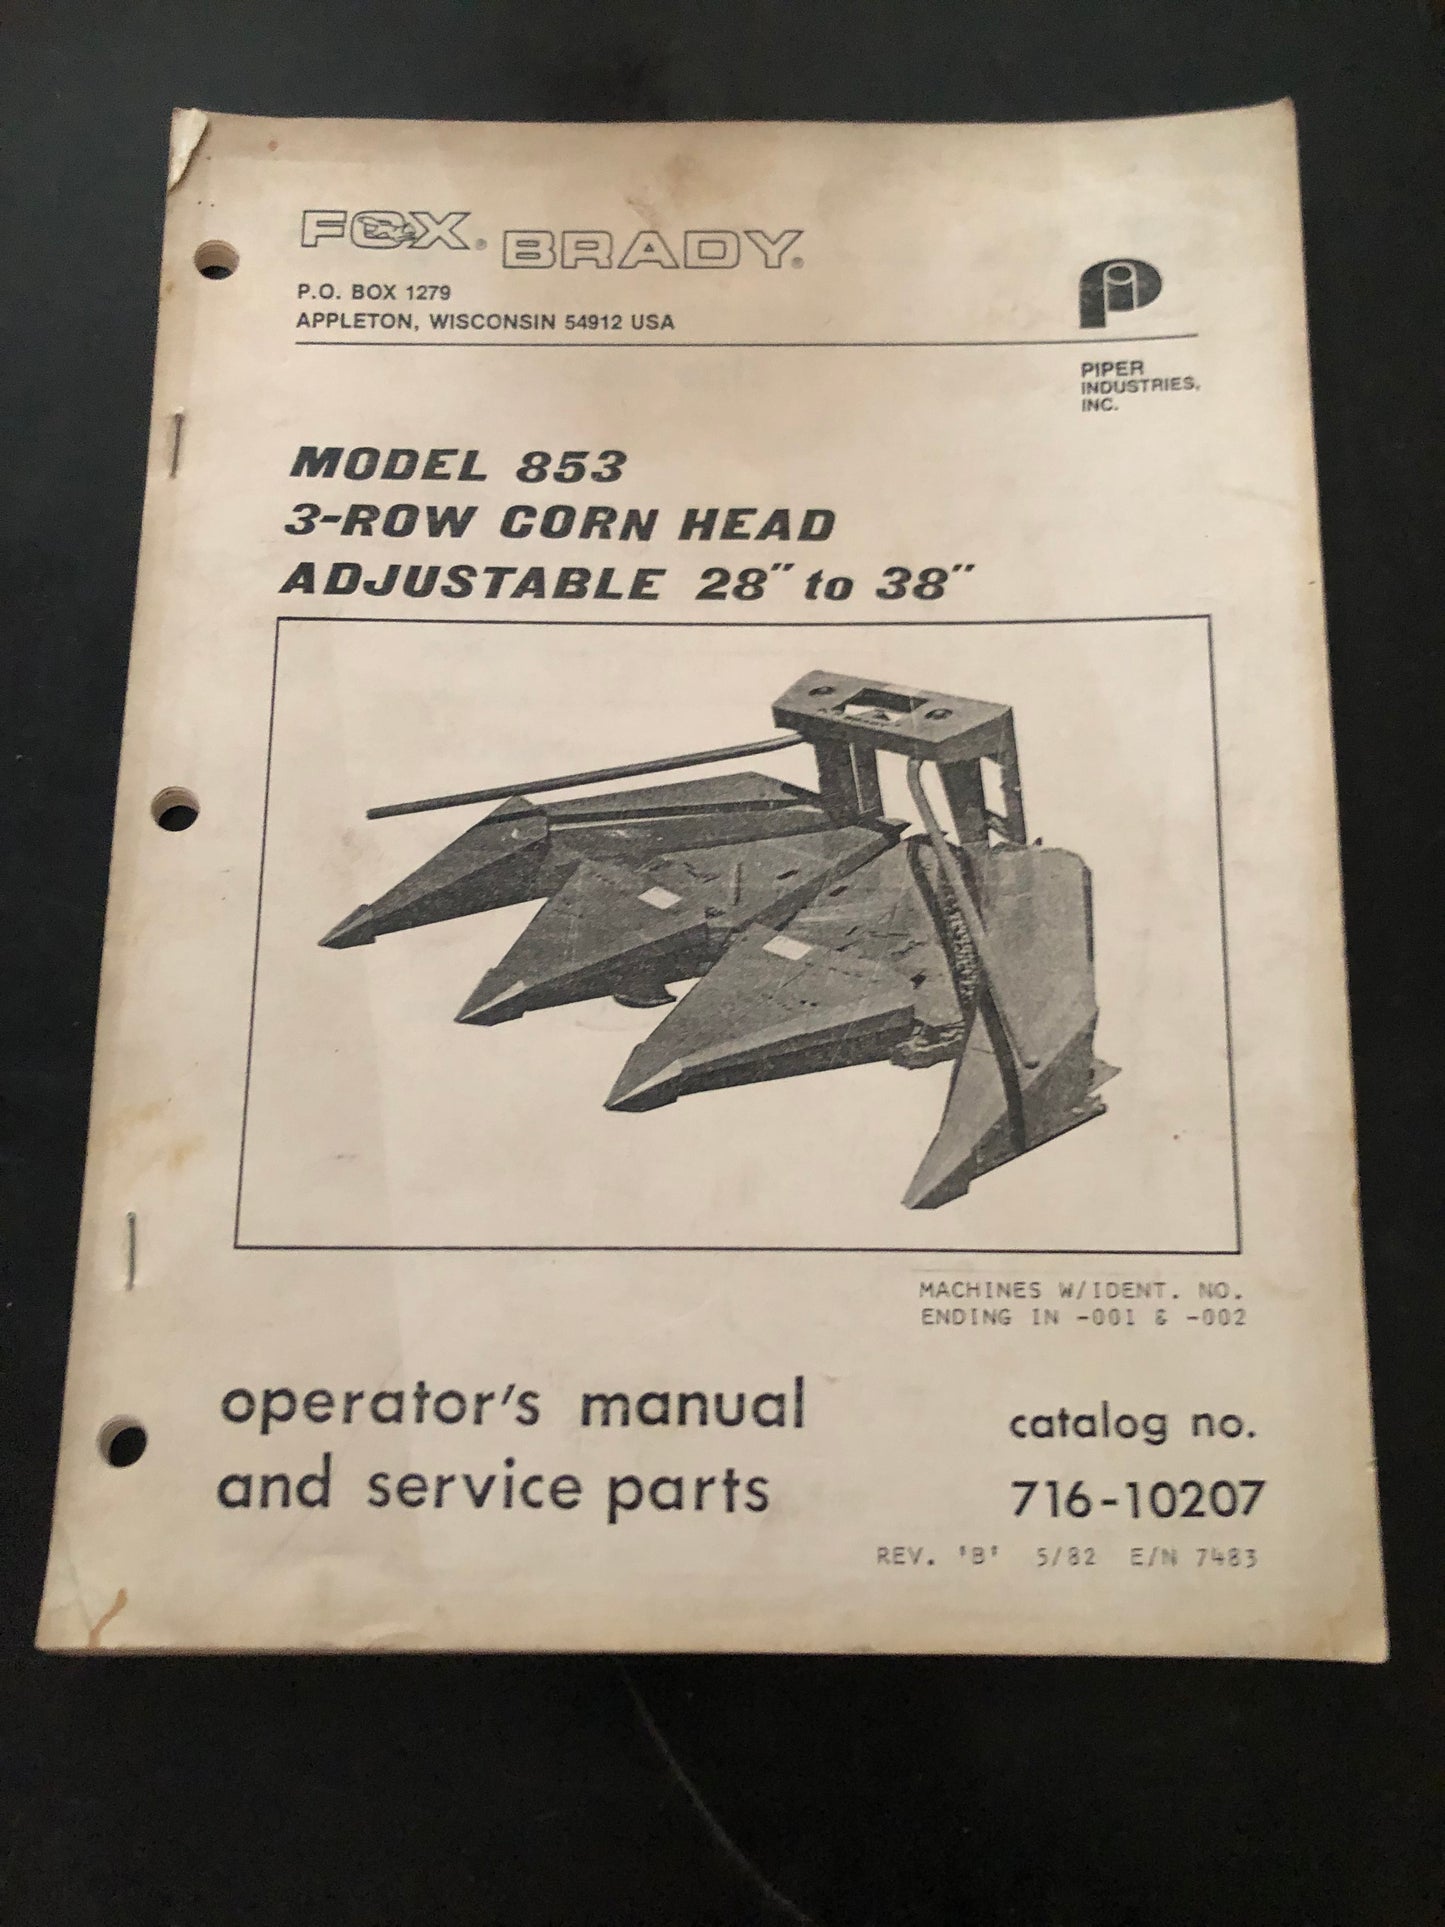 FOX® BRADY®
P.O. BOX 1279
APPLETON, WISCONSIN 54912 USA
PIPER
INDUSTRIES,
INC.
MODEL 853
3-ROW CORN HEAD
ADJUSTABLE 28" to 38"
MACHINES W/IDENT. NO.
ENDING IN -001 & -002
operator's manual
and service parts
catalog no.
716-10207
REV. "B" 5/82 E/N 7483